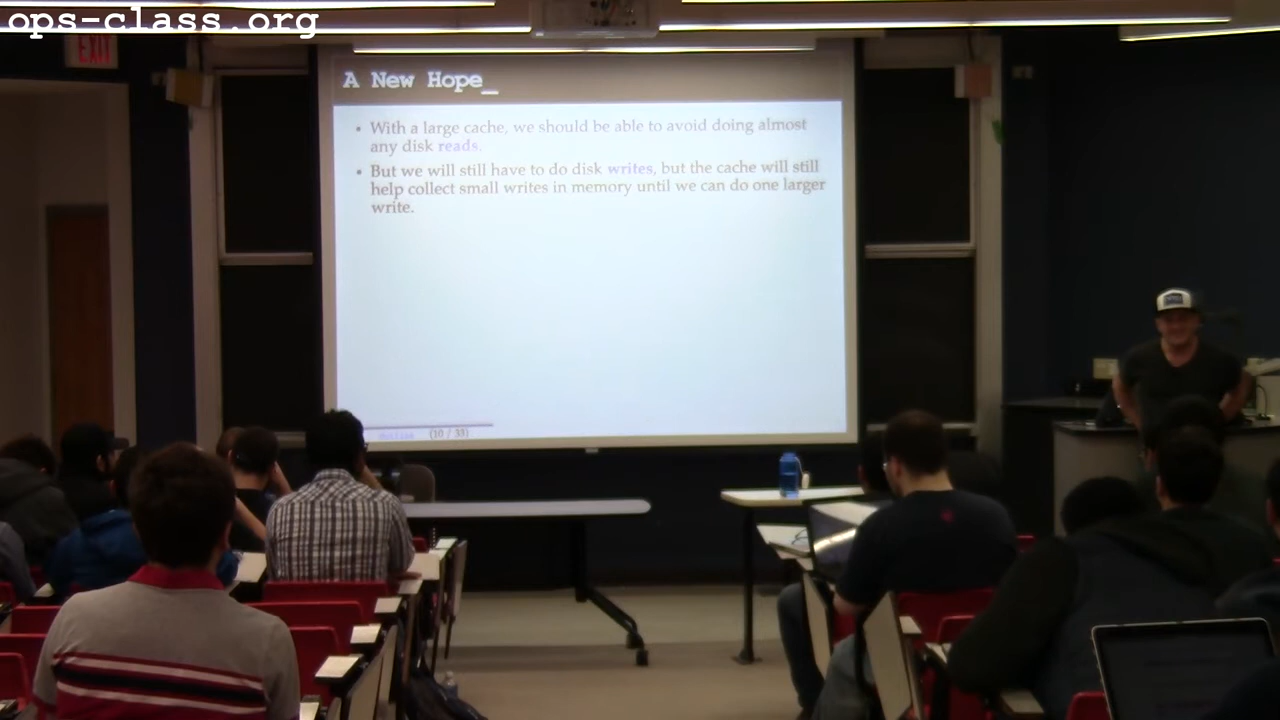 ops-class.org
EXIT
A New Hope_
• With a large cache, we should be able to avoid doing almost
any disk reads.
• But we will still have to do disk writes, but the cache will still
help collect small writes in memory until we can do one larger
write.
(10 / 33)